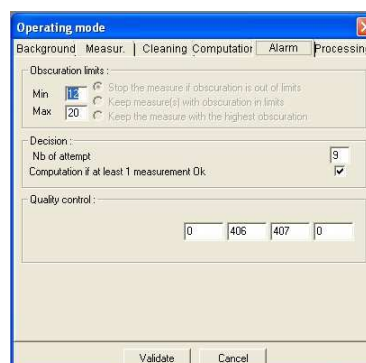 Operating mode
Background Measur. Cleaning Computation Alarm Processing
Obscuration limits :
Min 12 Stop the measure if obscuration is out of limits
Keep measure(s) with obscuration in limits
Max 20 Keep the measure with the highest obscuration
Decision :
Nb of attempt 9
Computation if at least 1 measurement Ok
Quality control :
0 406 407 0
Validate Cancel